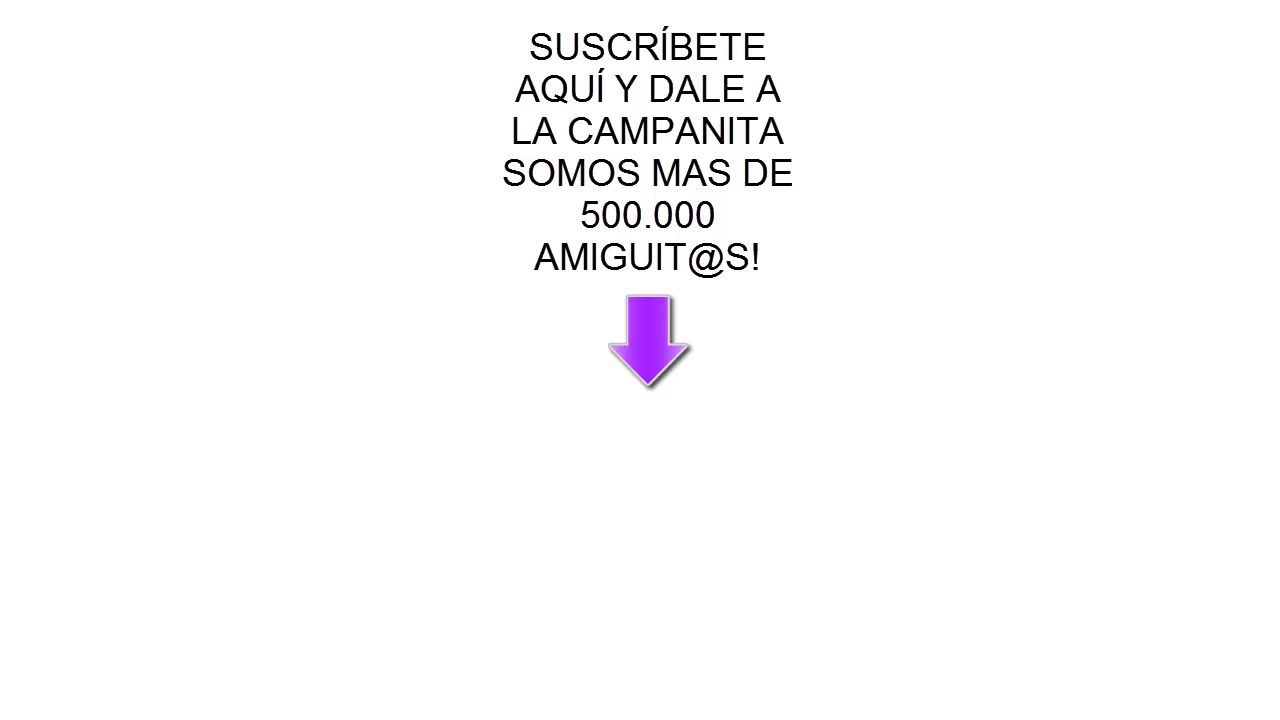 SUSCRÍBETE
AQUÍ Y DALE A
LA CAMPANITA
SOMOS MAS DE
500.000
AMIGUIT@S!